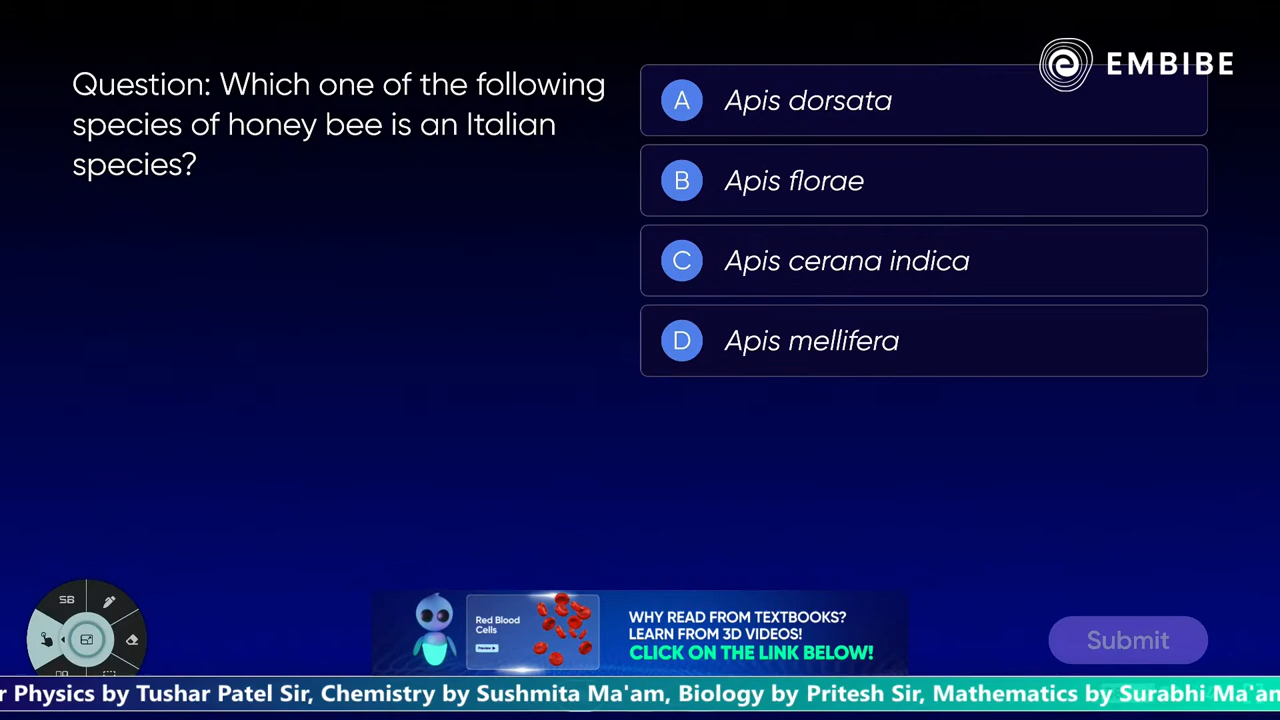 EMBIBE
Question: Which one of the following
species of honey bee is an Italian
species?
A Apis dorsata
B Apis florae
C Apis cerana indica
D Apis mellifera
SB
Red Blood
Cells
WHY READ FROM TEXTBOOKS?
LEARN FROM 3D VIDEOS!
CLICK ON THE LINK BELOW!
Submit
r Physics by Tushar Patel Sir, Chemistry by Sushmita Ma'am, Biology by Pritesh Sir, Mathematics by Surabhi Ma'am